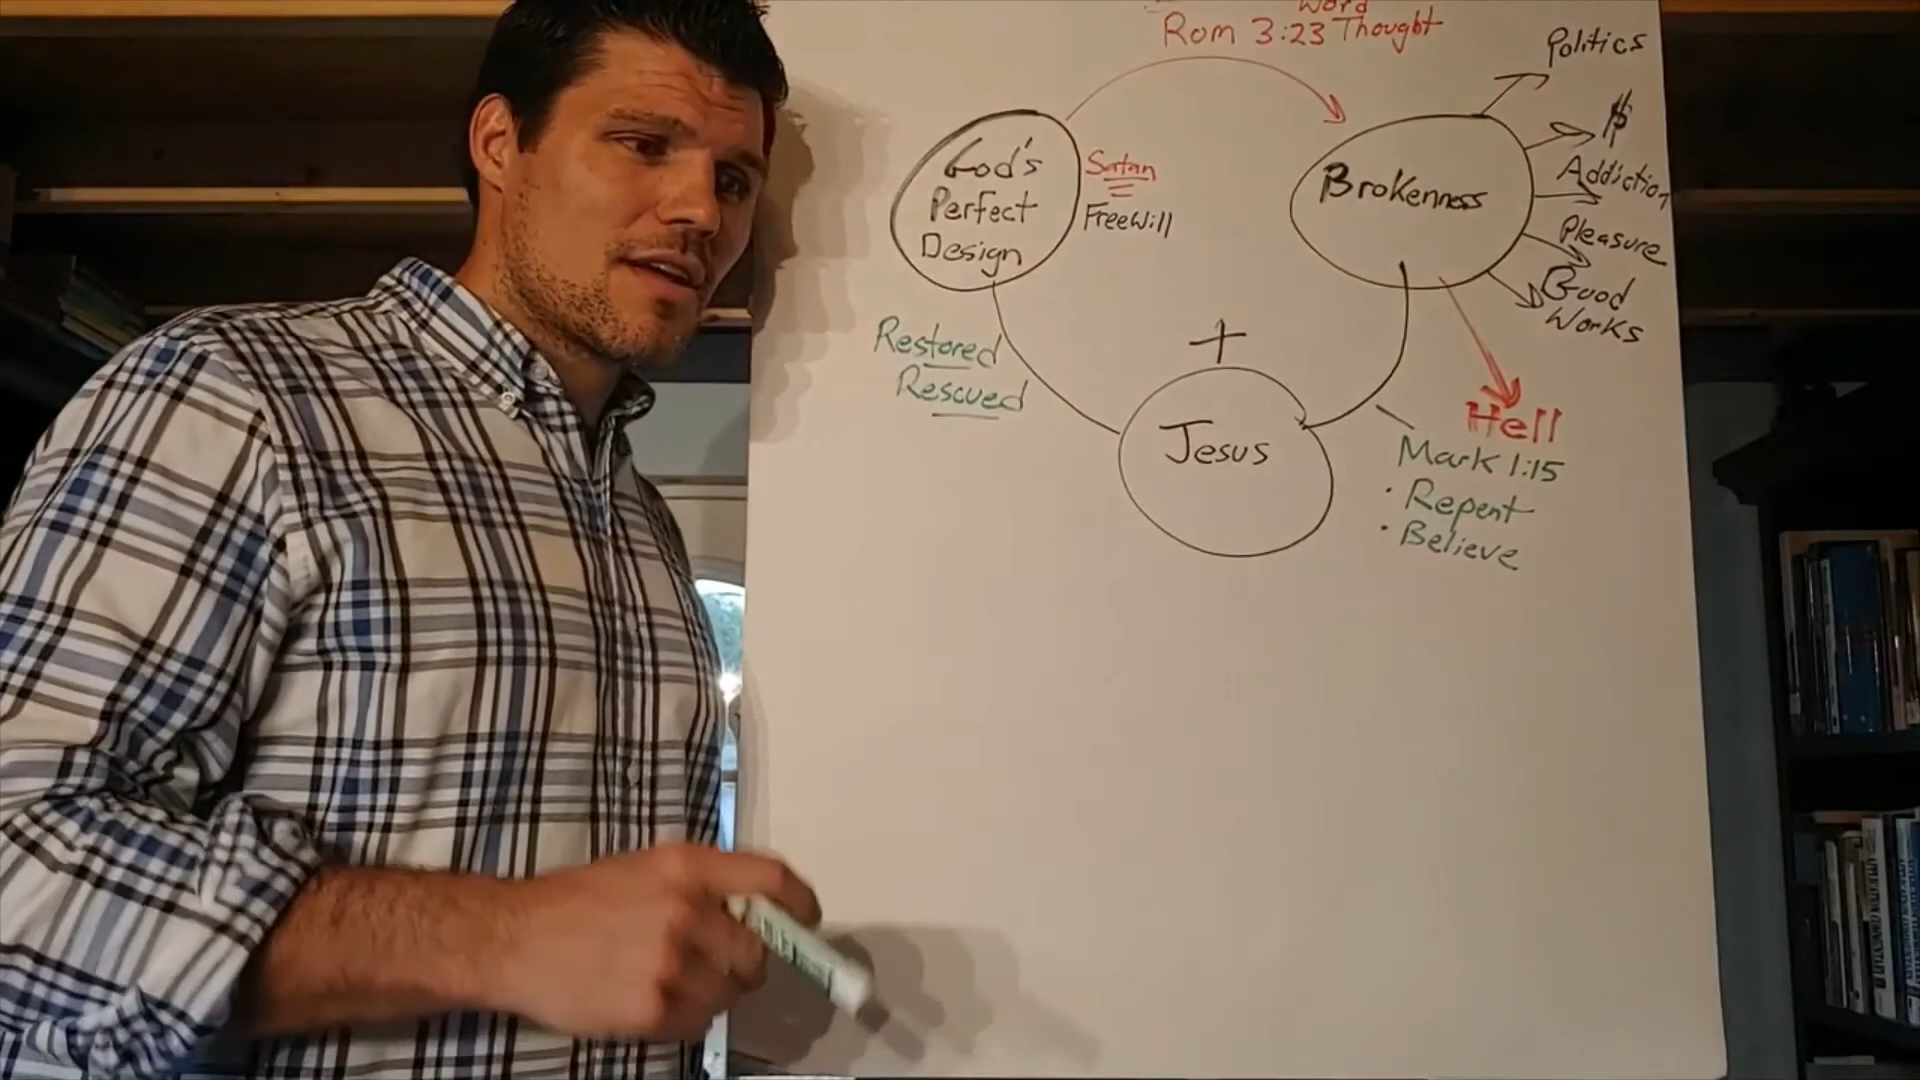 Word
Rom 3:23 Thought
God's
Perfect
Design
Satan
FreeWill
Brokenness
Politics
$
Addiction
Pleasure
Good
Works
Restored
Rescued
Jesus
Hell
Mark 1:15
• Repent
• Believe